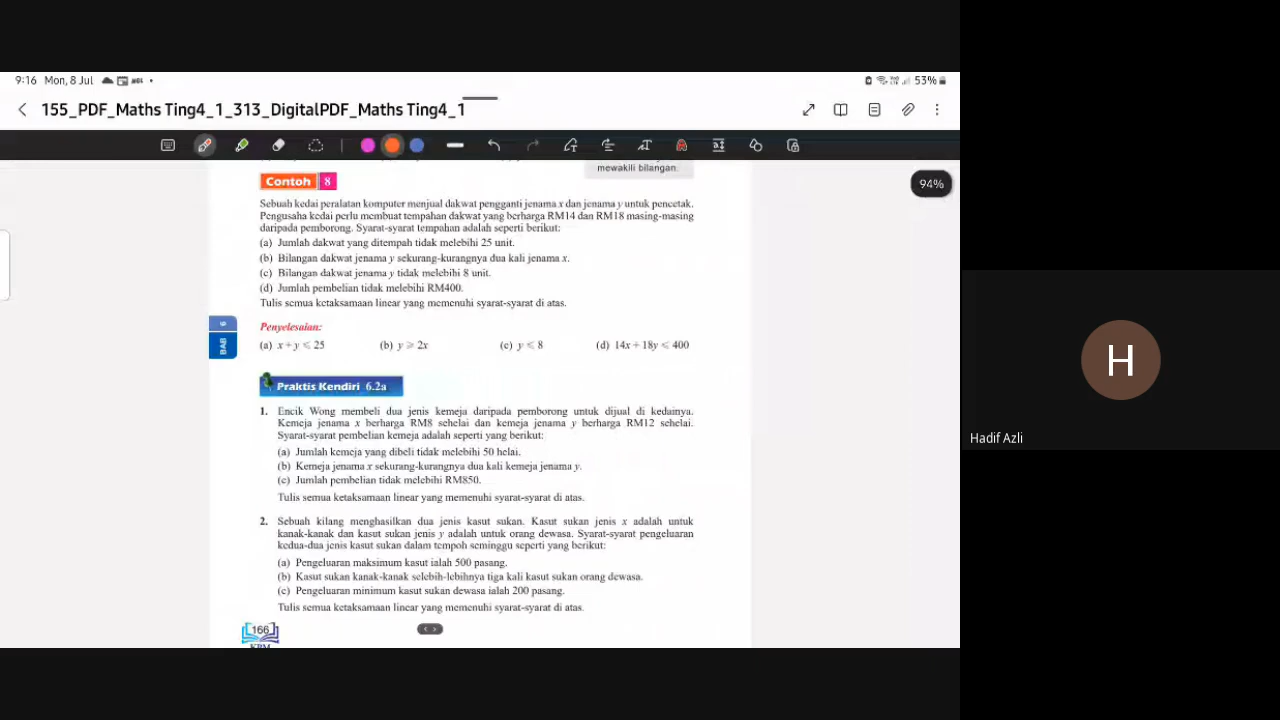 9:16 Mon, 8 Jul
53%
155_PDF_Maths Ting4_1_313_DigitalPDF_Maths Ting4_1
94%
mewakili bilangan.
Contoh 8
Sebuah kedai peralatan komputer menjual dakwat pengganti jenama x dan jenama y untuk pencetak.
Pengusaha kedai perlu membuat tempahan dakwat yang berharga RM14 dan RM18 masing-masing
daripada pemborong. Syarat-syarat tempahan adalah seperti berikut:
(a) Jumlah dakwat yang ditempah tidak melebihi 25 unit.
(b) Bilangan dakwat jenama y sekurang-kurangnya dua kali jenama x.
(c) Bilangan dakwat jenama y tidak melebihi 8 unit.
(d) Jumlah pembelian tidak melebihi RM400.
Tulis semua ketaksamaan linear yang memenuhi syarat-syarat di atas.
BAB 6
Penyelesaian:
(a) x + y ⩽ 25 (b) y ⩾ 2x (c) y ⩽ 8 (d) 14x + 18y ⩽ 400
Praktis Kendiri 6.2a
1. Encik Wong membeli dua jenis kemeja daripada pemborong untuk dijual di kedainya.
Kemeja jenama x berharga RM8 sehelai dan kemeja jenama y berharga RM12 sehelai.
Syarat-syarat pembelian kemeja adalah seperti yang berikut:
(a) Jumlah kemeja yang dibeli tidak melebihi 50 helai.
(b) Kemeja jenama x sekurang-kurangnya dua kali kemeja jenama y.
(c) Jumlah pembelian tidak melebihi RM850.
Tulis semua ketaksamaan linear yang memenuhi syarat-syarat di atas.
2. Sebuah kilang menghasilkan dua jenis kasut sukan. Kasut sukan jenis x adalah untuk
kanak-kanak dan kasut sukan jenis y adalah untuk orang dewasa. Syarat-syarat pengeluaran
kedua-dua jenis kasut sukan dalam tempoh seminggu seperti yang berikut:
(a) Pengeluaran maksimum kasut ialah 500 pasang.
(b) Kasut sukan kanak-kanak selebih-lebihnya tiga kali kasut sukan orang dewasa.
(c) Pengeluaran minimum kasut sukan dewasa ialah 200 pasang.
Tulis semua ketaksamaan linear yang memenuhi syarat-syarat di atas.
166
H
Hadif Azli